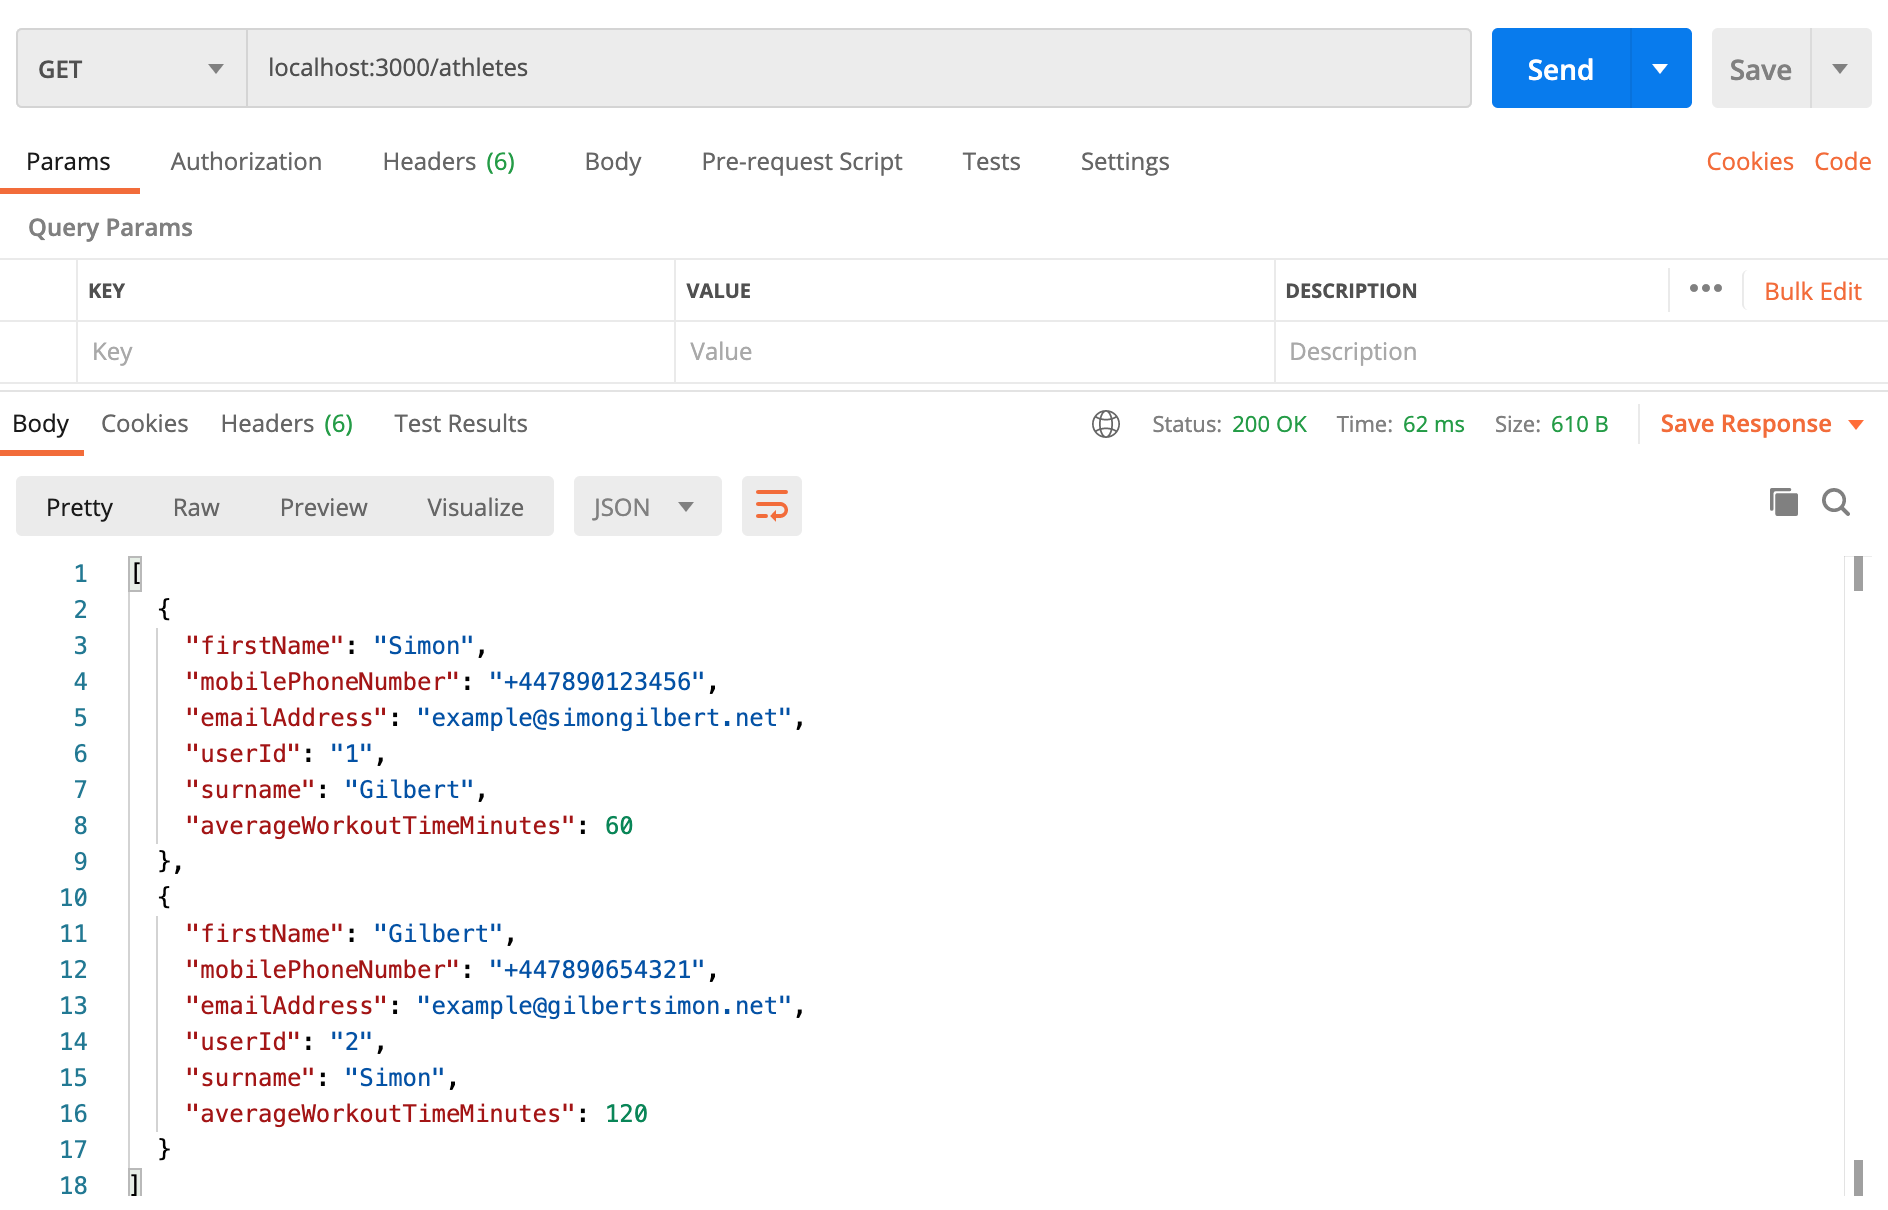 GET localhost:3000/athletes Send Save
Params Authorization Headers (6) Body Pre-request Script Tests Settings Cookies Code
Query Params
KEY VALUE DESCRIPTION ••• Bulk Edit
Key Value Description
Body Cookies Headers (6) Test Results Status: 200 OK Time: 62 ms Size: 610 B Save Response
Pretty Raw Preview Visualize JSON
1 [
2 {
3 "firstName": "Simon",
4 "mobilePhoneNumber": "+447890123456",
5 "emailAddress": "example@simongilbert.net",
6 "userId": "1",
7 "surname": "Gilbert",
8 "averageWorkoutTimeMinutes": 60
9 },
10 {
11 "firstName": "Gilbert",
12 "mobilePhoneNumber": "+447890654321",
13 "emailAddress": "example@gilbertsimon.net",
14 "userId": "2",
15 "surname": "Simon",
16 "averageWorkoutTimeMinutes": 120
17 }
18 ]